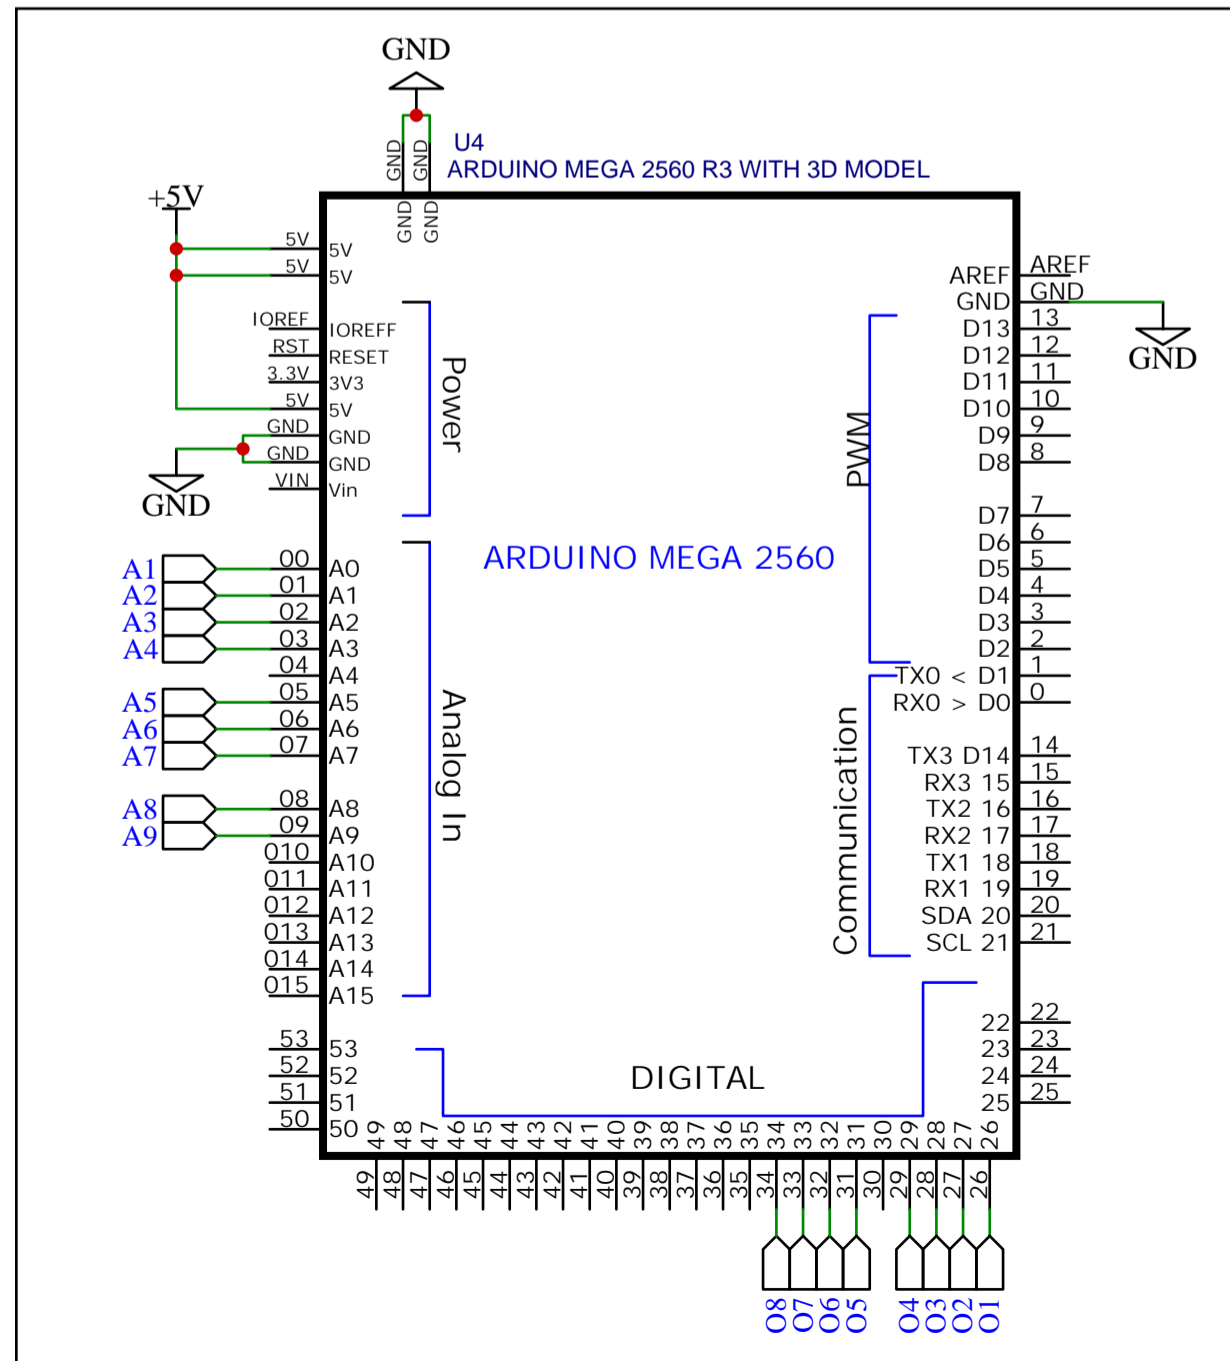 GND
U4
ARDUINO MEGA 2560 R3 WITH 3D MODEL
GND
GND
GND
GND
+5V
5V
5V
5V
5V
IOREF
IOREFF
RST
RESET
3.3V
3V3
5V
5V
GND
GND
GND
GND
VIN
Vin
GND
Power
A1
00
A0
A2
01
A1
A3
02
A2
A4
03
A3
04
A4
A5
05
A5
A6
06
A6
A7
07
A7
A8
08
A8
A9
09
A9
010
A10
011
A11
012
A12
013
A13
014
A14
015
A15
Analog In
53
53
52
52
51
51
50
50
ARDUINO MEGA 2560
AREF
AREF
GND
GND
GND
D13
13
D12
12
D11
11
D10
10
D9
9
D8
8
D7
7
D6
6
D5
5
D4
4
D3
3
D2
2
PWM
TX0 < D1
1
RX0 > D0
0
TX3 D14
14
RX3 15
15
TX2 16
16
RX2 17
17
TX1 18
18
RX1 19
19
SDA 20
20
SCL 21
21
Communication
22
22
23
23
24
24
25
25
DIGITAL
49 48 47 46 45 44 43 42 41 40 39 38 37 36 35 34 33 32 31 30 29 28 27 26
49 48 47 46 45 44 43 42 41 40 39 38 37 36 35 34 33 32 31 30 29 28 27 26
O8 O7 O6 O5 O4 O3 O2 O1